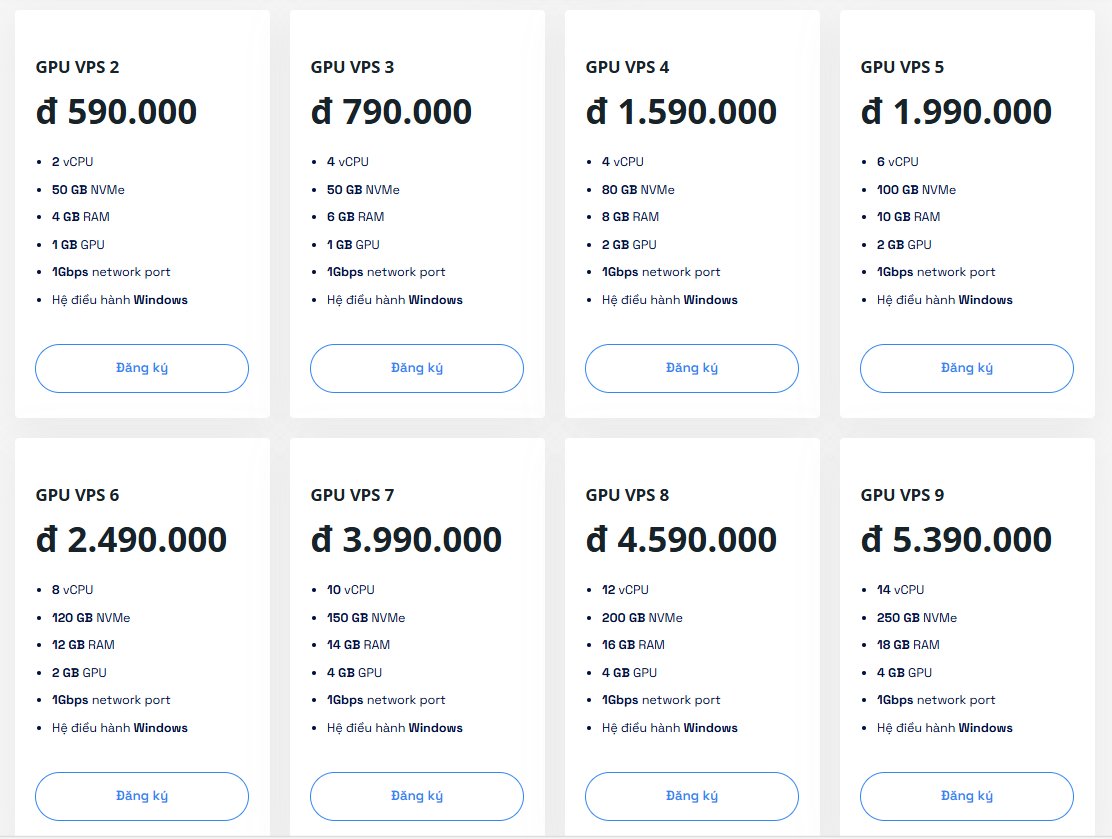 GPU VPS 2
đ 590.000
2 vCPU
50 GB NVMe
4 GB RAM
1 GB GPU
1Gbps network port
Hệ điều hành Windows
Đăng ký
GPU VPS 3
đ 790.000
4 vCPU
50 GB NVMe
6 GB RAM
1 GB GPU
1Gbps network port
Hệ điều hành Windows
Đăng ký
GPU VPS 4
đ 1.590.000
4 vCPU
80 GB NVMe
8 GB RAM
2 GB GPU
1Gbps network port
Hệ điều hành Windows
Đăng ký
GPU VPS 5
đ 1.990.000
6 vCPU
100 GB NVMe
10 GB RAM
2 GB GPU
1Gbps network port
Hệ điều hành Windows
Đăng ký
GPU VPS 6
đ 2.490.000
8 vCPU
120 GB NVMe
12 GB RAM
2 GB GPU
1Gbps network port
Hệ điều hành Windows
Đăng ký
GPU VPS 7
đ 3.990.000
10 vCPU
150 GB NVMe
14 GB RAM
4 GB GPU
1Gbps network port
Hệ điều hành Windows
Đăng ký
GPU VPS 8
đ 4.590.000
12 vCPU
200 GB NVMe
16 GB RAM
4 GB GPU
1Gbps network port
Hệ điều hành Windows
Đăng ký
GPU VPS 9
đ 5.390.000
14 vCPU
250 GB NVMe
18 GB RAM
4 GB GPU
1Gbps network port
Hệ điều hành Windows
Đăng ký